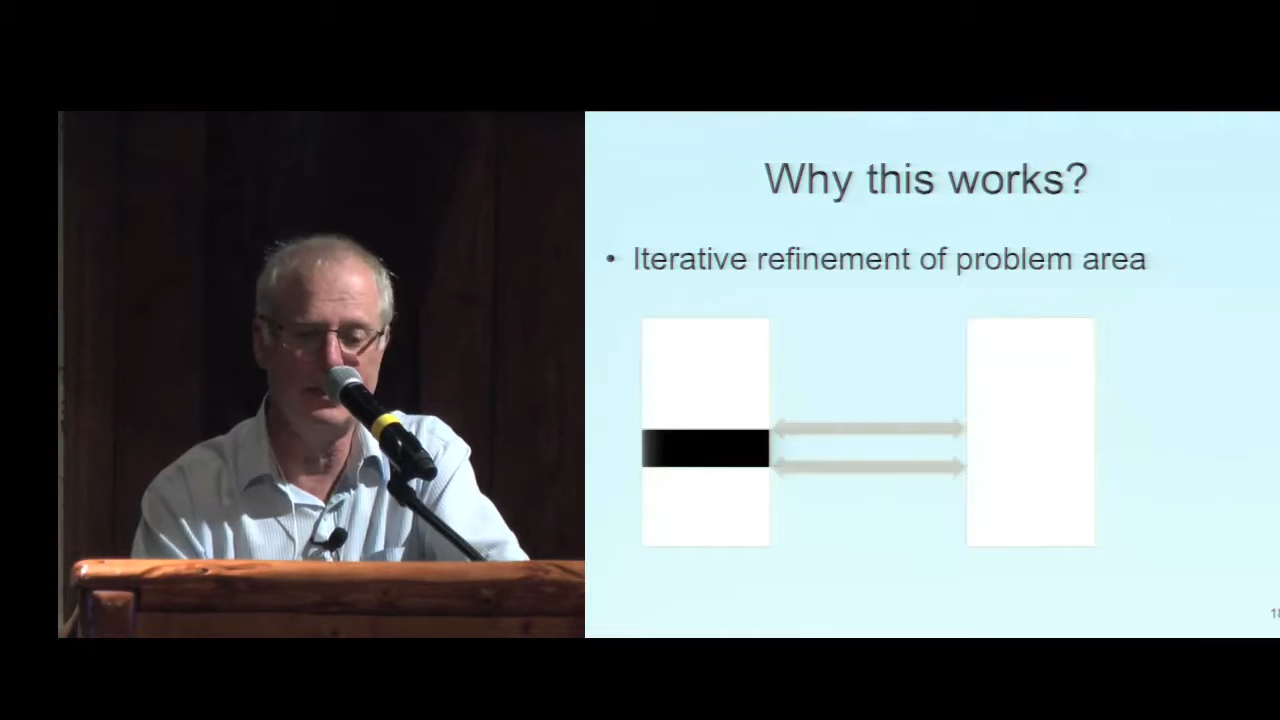 Why this works?
• Iterative refinement of problem area